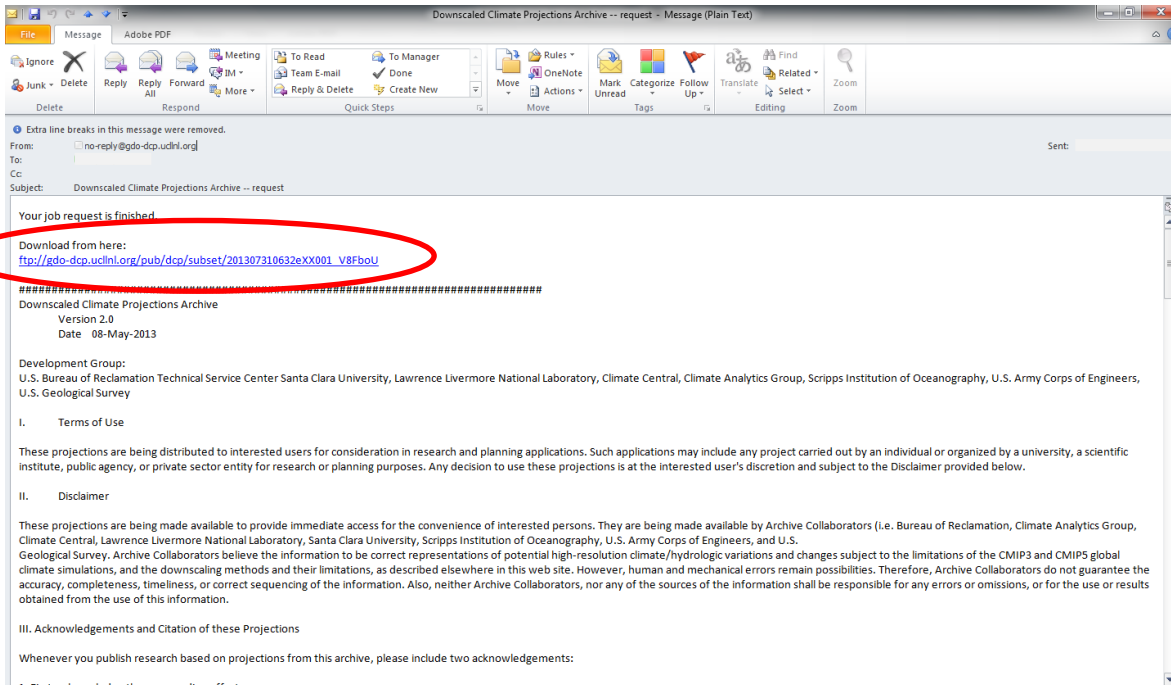 Downscaled Climate Projections Archive -- request - Message (Plain Text)
File Message Adobe PDF
Ignore
Junk
Delete
Reply
Reply All
Forward
Meeting
IM
More
To Read
Team E-mail
Reply & Delete
To Manager
Done
Create New
Move
Rules
OneNote
Actions
Mark Unread
Categorize
Follow Up
Translate
Find
Related
Select
Zoom
Delete Respond Quick Steps Move Tags Editing Zoom
Extra line breaks in this message were removed.
From: no-reply@gdo-dcp.ucllnl.org Sent:
To:
Cc:
Subject: Downscaled Climate Projections Archive -- request
Your job request is finished.
Download from here:
ftp://gdo-dcp.ucllnl.org/pub/dcp/subset/201307310632eXX001_V8FboU
################################################################################
Downscaled Climate Projections Archive
Version 2.0
Date 08-May-2013
Development Group:
U.S. Bureau of Reclamation Technical Service Center Santa Clara University, Lawrence Livermore National Laboratory, Climate Central, Climate Analytics Group, Scripps Institution of Oceanography, U.S. Army Corps of Engineers,
U.S. Geological Survey
I. Terms of Use
These projections are being distributed to interested users for consideration in research and planning applications. Such applications may include any project carried out by an individual or organized by a university, a scientific
institute, public agency, or private sector entity for research or planning purposes. Any decision to use these projections is at the interested user's discretion and subject to the Disclaimer provided below.
II. Disclaimer
These projections are being made available to provide immediate access for the convenience of interested persons. They are being made available by Archive Collaborators (i.e. Bureau of Reclamation, Climate Analytics Group,
Climate Central, Lawrence Livermore National Laboratory, Santa Clara University, Scripps Institution of Oceanography, U.S. Army Corps of Engineers, and U.S.
Geological Survey. Archive Collaborators believe the information to be correct representations of potential high-resolution climate/hydrologic variations and changes subject to the limitations of the CMIP3 and CMIP5 global
climate simulations, and the downscaling methods and their limitations, as described elsewhere in this web site. However, human and mechanical errors remain possibilities. Therefore, Archive Collaborators do not guarantee the
accuracy, completeness, timeliness, or correct sequencing of the information. Also, neither Archive Collaborators, nor any of the sources of the information shall be responsible for any errors or omissions, or for the use or results
obtained from the use of this information.
III. Acknowledgements and Citation of these Projections
Whenever you publish research based on projections from this archive, please include two acknowledgements: